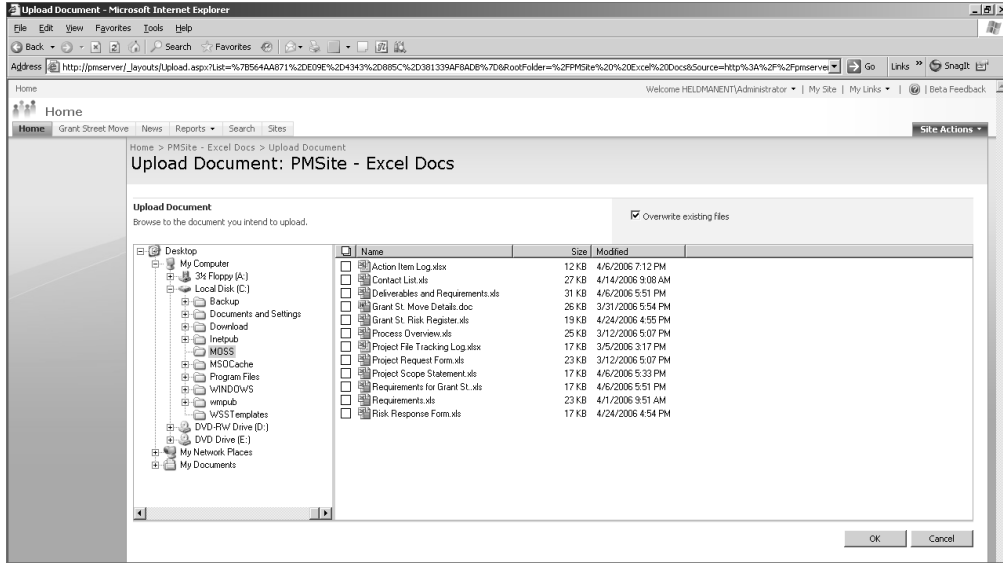 Upload Document - Microsoft Internet Explorer
File Edit View Favorites Tools Help
Back Search Favorites
Address http://pmserver/_layouts/Upload.aspx?List=%7B564AA871%2DE09E%2D4343%2D885C%2D381339AF8ADB%7D&RootFolder=%2FPMSite%20%20Excel%20Docs&Source=http%3A%2F%2Fpmserver Go Links » SnagIt
Home Welcome HELDMANENT\Administrator | My Site | My Links | Beta Feedback
Home
Home Grant Street Move News Reports Search Sites Site Actions
Home > PMSite - Excel Docs > Upload Document
Upload Document: PMSite - Excel Docs
Upload Document
Browse to the document you intend to upload.
Overwrite existing files
Desktop
My Computer
3½ Floppy (A:)
Local Disk (C:)
Backup
Documents and Settings
Download
Inetpub
MOSS
MSOCache
Program Files
WINDOWS
wmpub
WSSTemplates
DVD-RW Drive (D:)
DVD Drive (E:)
My Network Places
My Documents
Name Size Modified
Action Item Log.xlsx 12 KB 4/6/2006 7:12 PM
Contact List.xls 27 KB 4/14/2006 9:08 AM
Deliverables and Requirements.xls 31 KB 4/6/2006 5:51 PM
Grant St. Move Details.doc 26 KB 3/31/2006 5:54 PM
Grant St. Risk Register.xls 19 KB 4/24/2006 4:55 PM
Process Overview.xls 25 KB 3/12/2006 5:07 PM
Project File Tracking Log.xlsx 17 KB 3/5/2006 3:17 PM
Project Request Form.xls 23 KB 3/12/2006 5:07 PM
Project Scope Statement.xls 17 KB 4/6/2006 5:33 PM
Requirements for Grant St..xls 17 KB 4/6/2006 5:51 PM
Requirements.xls 23 KB 4/1/2006 9:51 AM
Risk Response Form.xls 17 KB 4/24/2006 4:54 PM
OK Cancel